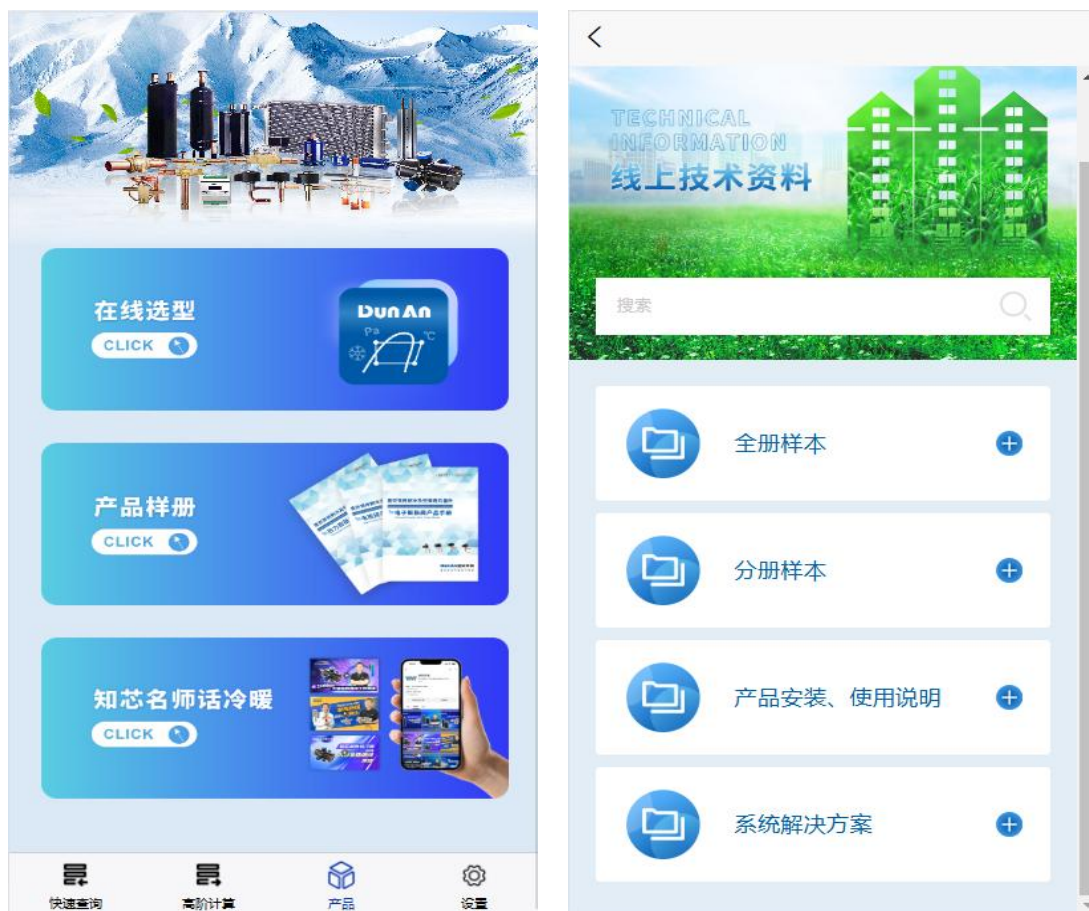 在线选型
CLICK
DunAn
Pa
℃
产品样册
CLICK
知芯名师话冷暖
CLICK
快速查询
高阶计算
产品
设置
TECHNICAL
INFORMATION
线上技术资料
搜索
全册样本
分册样本
产品安装、使用说明
系统解决方案